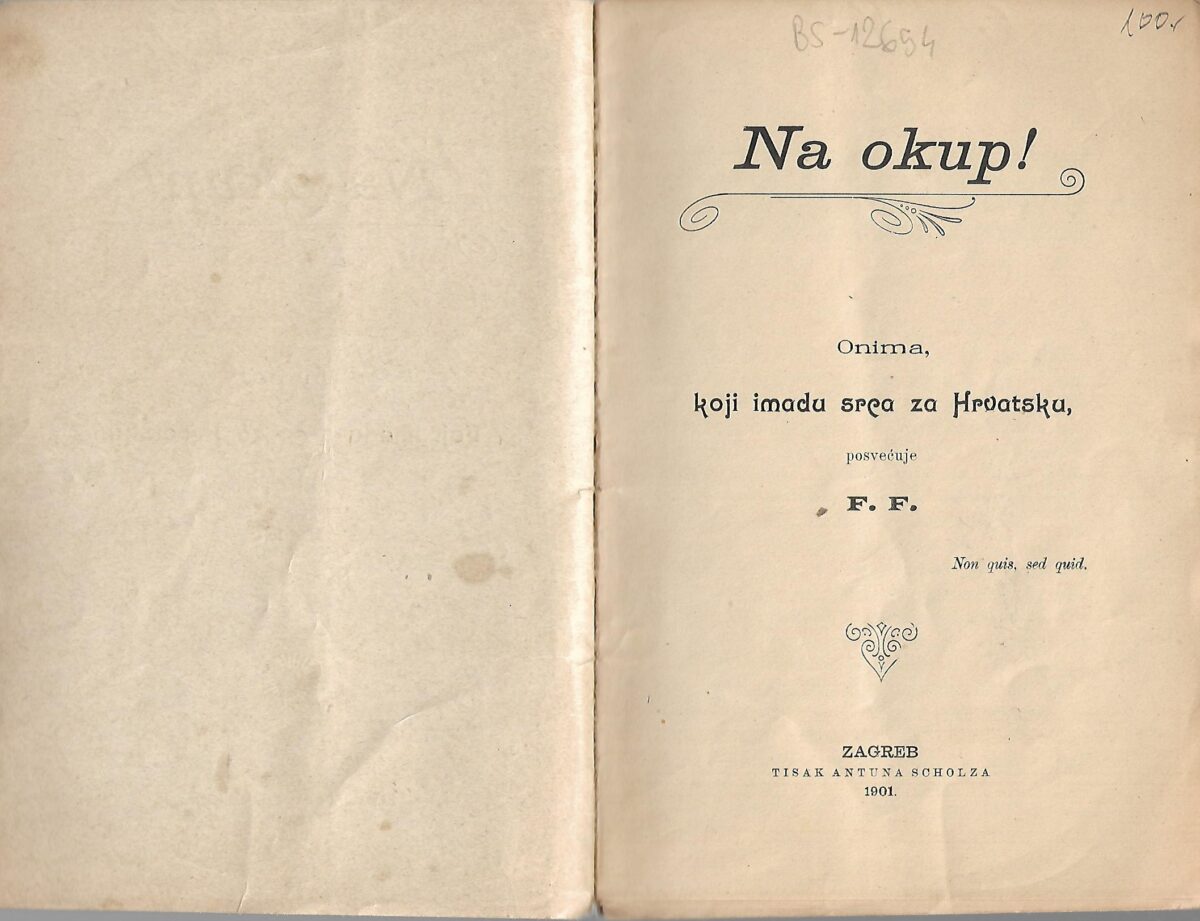 BS-12694
100.
Na okup!
Onima,
koji imadu srca za Hrvatsku,
posvećuje
F. F.
Non quis, sed quid.
ZAGREB
TISAK ANTUNA SCHOLZA
1901.